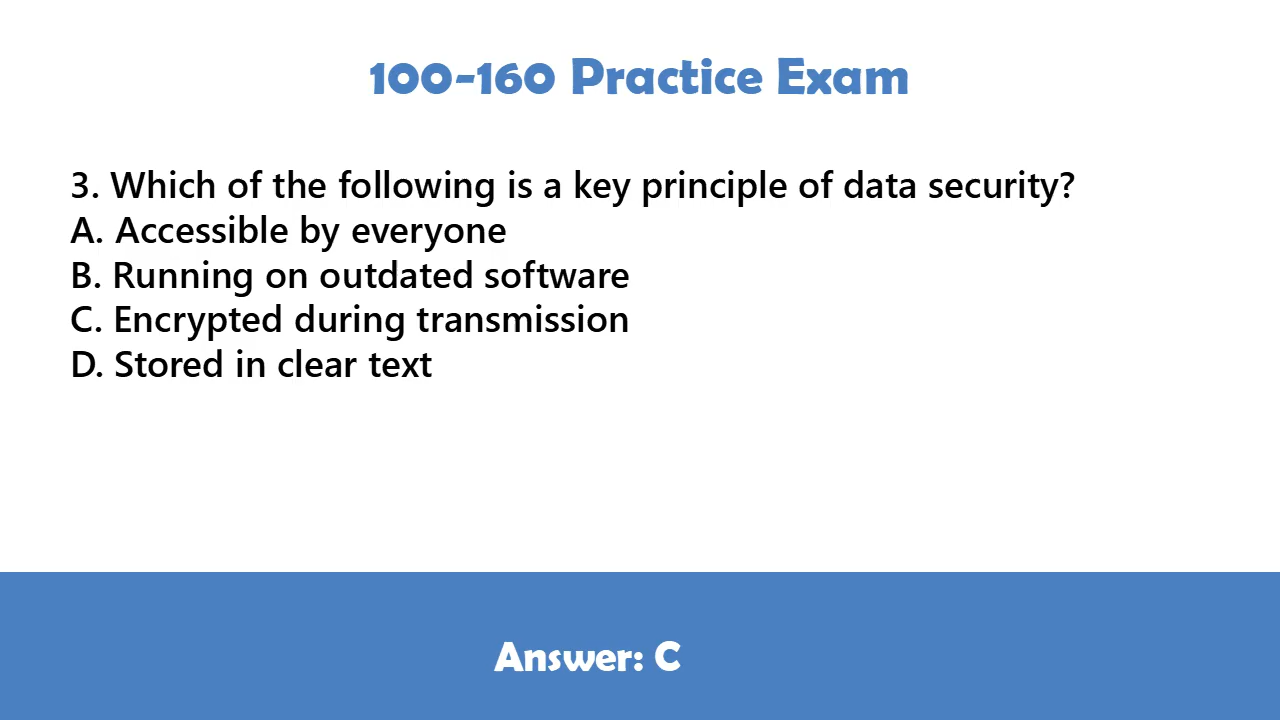 100-160 Practice Exam
3. Which of the following is a key principle of data security?
A. Accessible by everyone
B. Running on outdated software
C. Encrypted during transmission
D. Stored in clear text
Answer: C